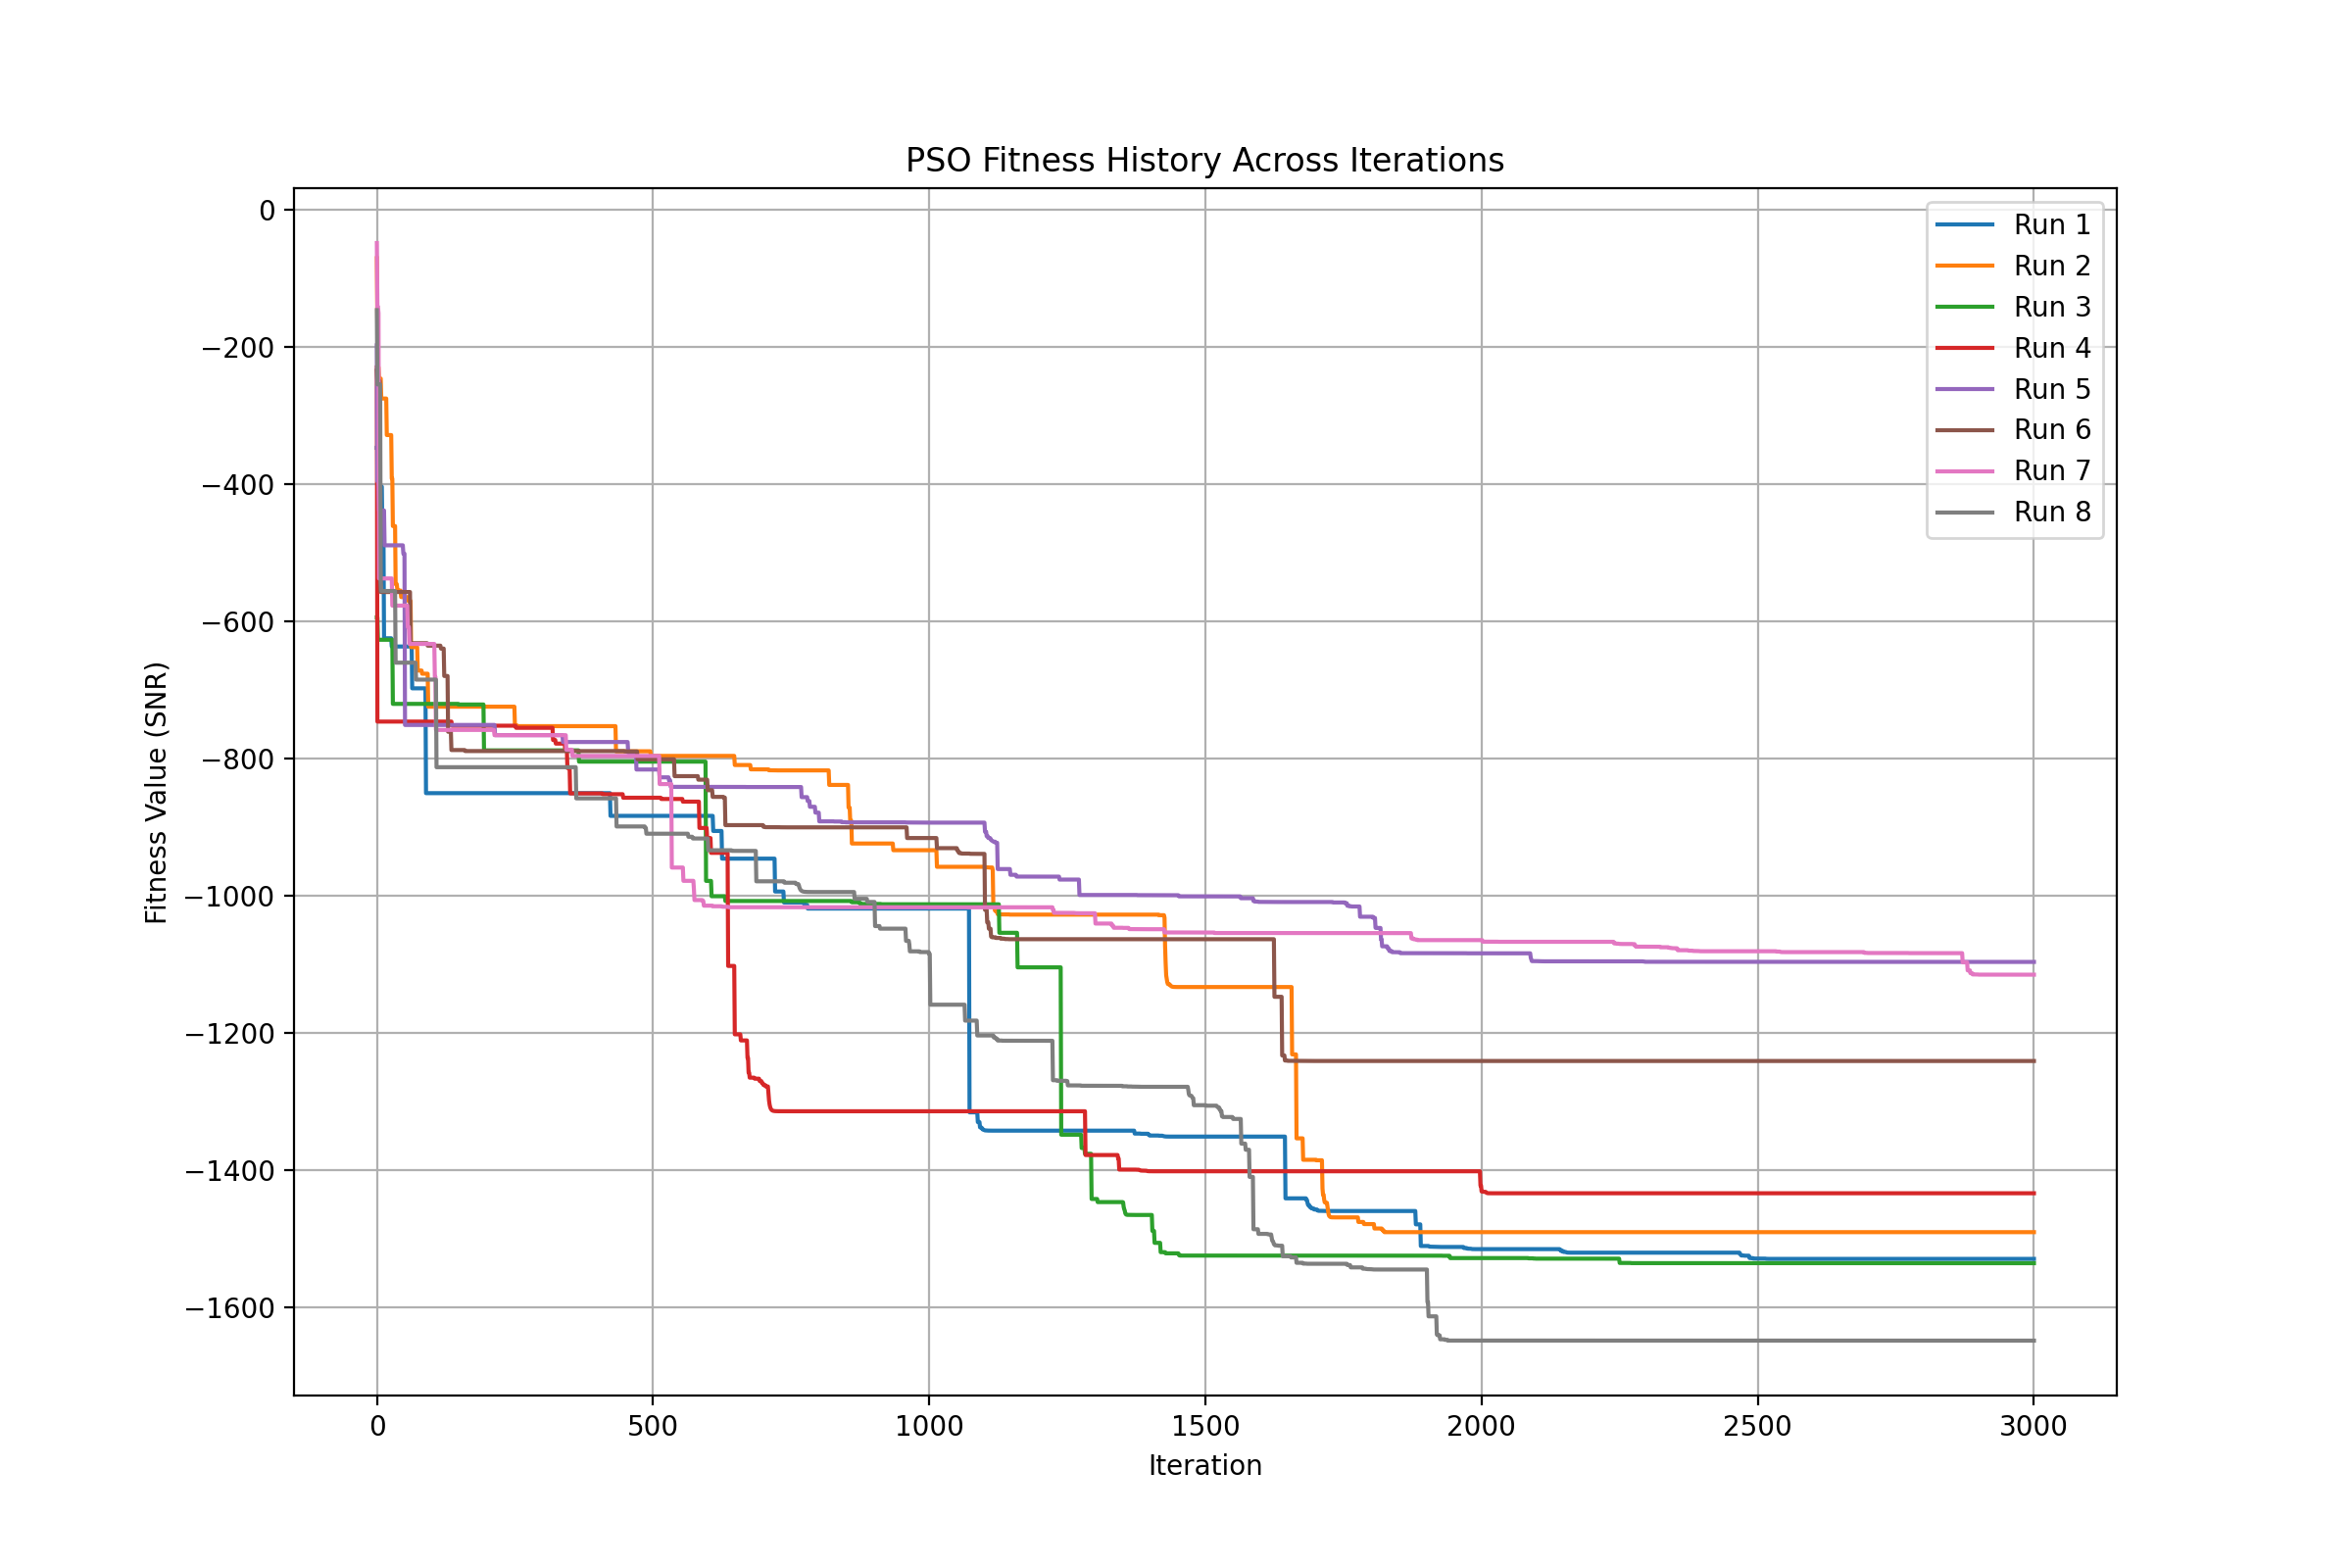 PSO Fitness History Across Iterations
Fitness Value (SNR)
0
−200
−400
−600
−800
−1000
−1200
−1400
−1600
Run 1
Run 2
Run 3
Run 4
Run 5
Run 6
Run 7
Run 8
0 500 1000 1500 2000 2500 3000
Iteration